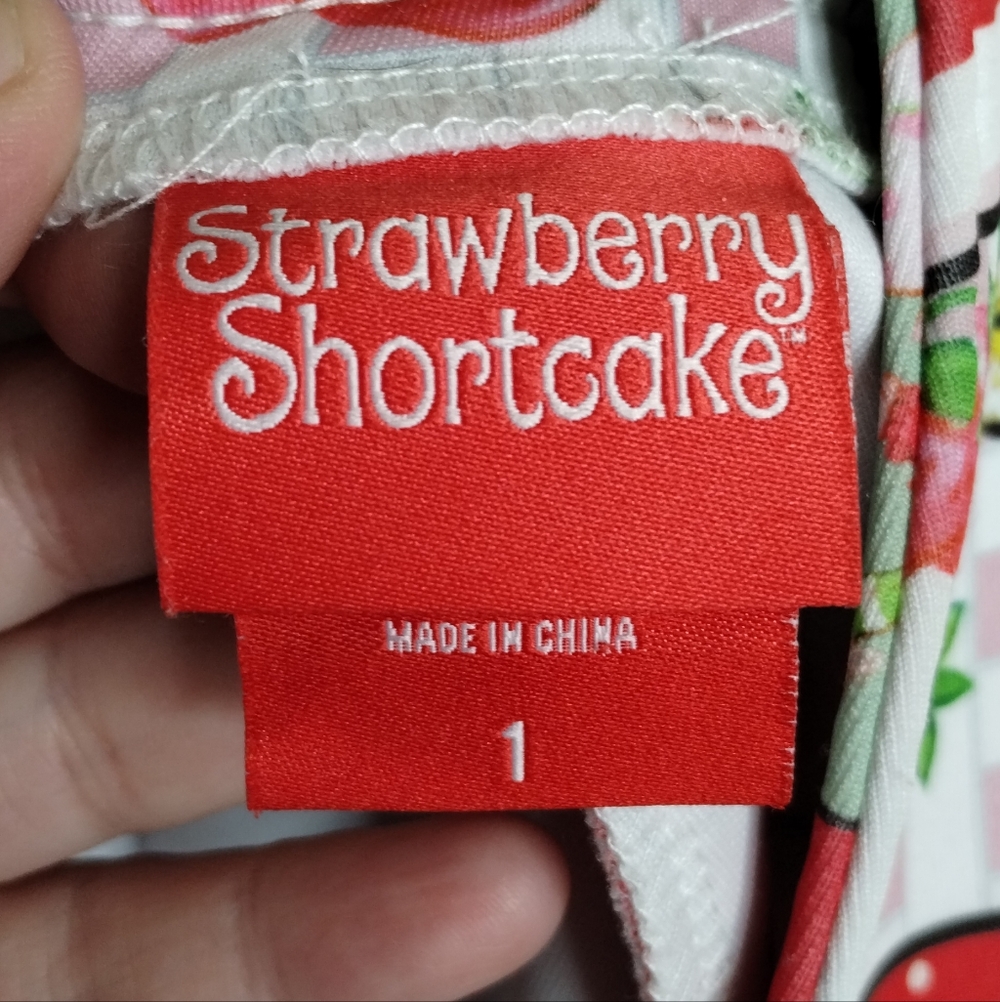 Strawberry
Shortcake™
MADE IN CHINA
1